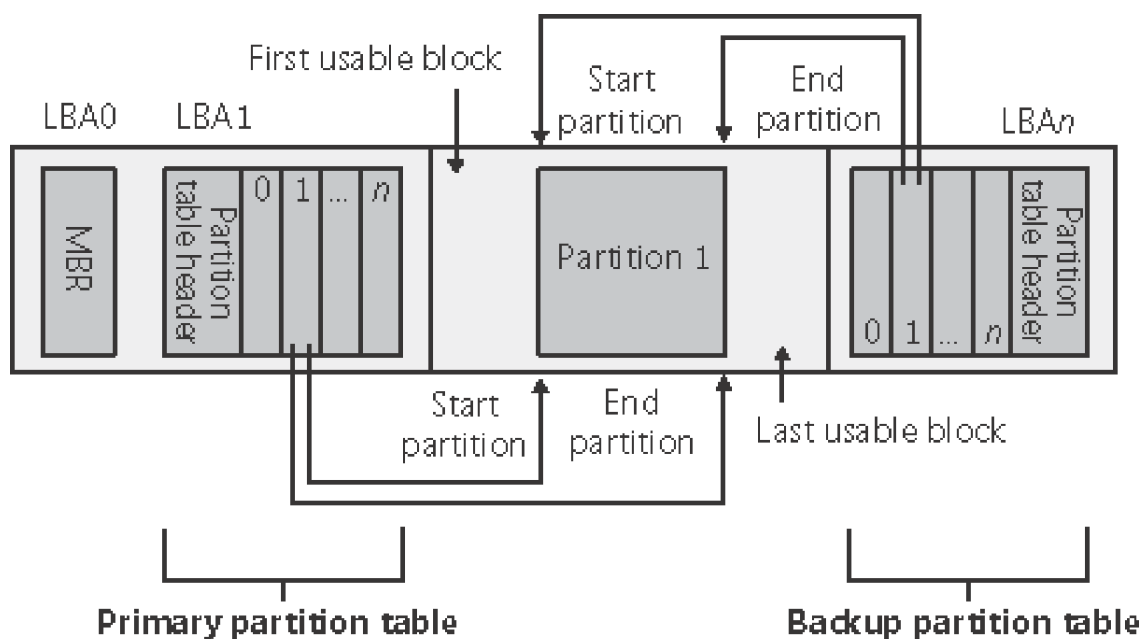 First usable block
Start
partition
End
partition
LBA0
LBA1
LBAn
MBR
Partition
table header
0
1
...
n
Partition 1
0
1
...
n
Partition
table header
Start
partition
End
partition
Last usable block
Primary partition table
Backup partition table